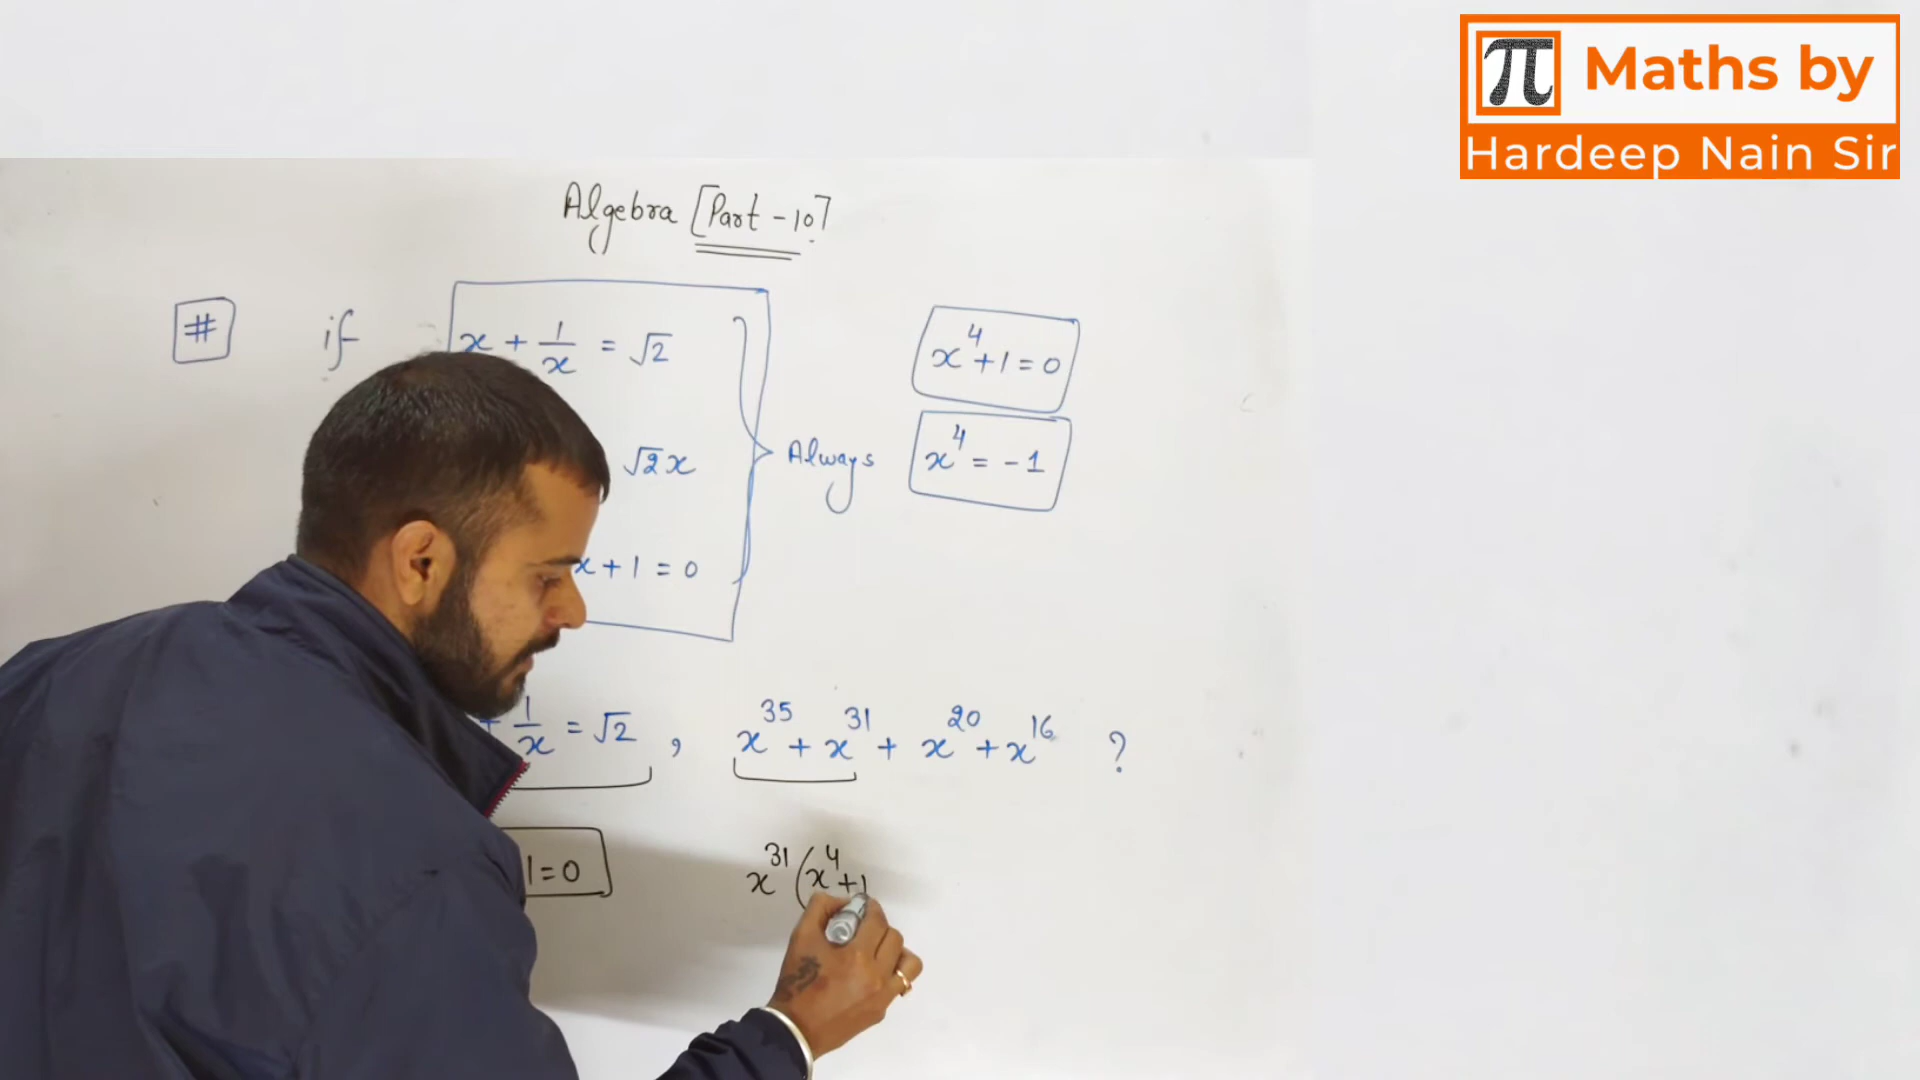 π Maths by
Hardeep Nain Sir
Algebra [Part - 10]
# if x + 1/x = √2
x⁴ + 1 = 0
√2x
Always
x⁴ = -1
x + 1 = 0
+ 1/x = √2 , x³⁵ + x³¹ + x²⁰ + x¹⁶ ?
1 = 0
x³¹(x⁴+1